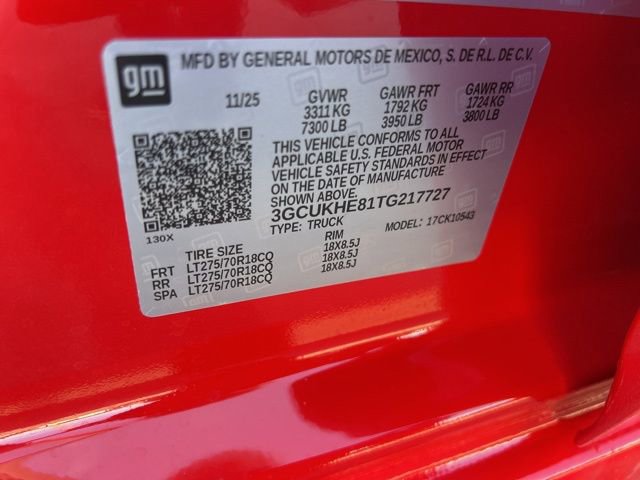 gm
MFD BY GENERAL MOTORS DE MEXICO, S. DE R.L. DE C.V.
11/25 GVWR GAWR FRT GAWR RR
3311 KG 1792 KG 1724 KG
7300 LB 3950 LB 3800 LB
THIS VEHICLE CONFORMS TO ALL
APPLICABLE U.S. FEDERAL MOTOR
VEHICLE SAFETY STANDARDS IN EFFECT
ON THE DATE OF MANUFACTURE
3GCUKHE81TG217727
TYPE: TRUCK MODEL: 17CK10543
130X
TIRE SIZE RIM
FRT LT275/70R18CQ 18X8.5J
RR LT275/70R18CQ 18X8.5J
SPA LT275/70R18CQ 18X8.5J